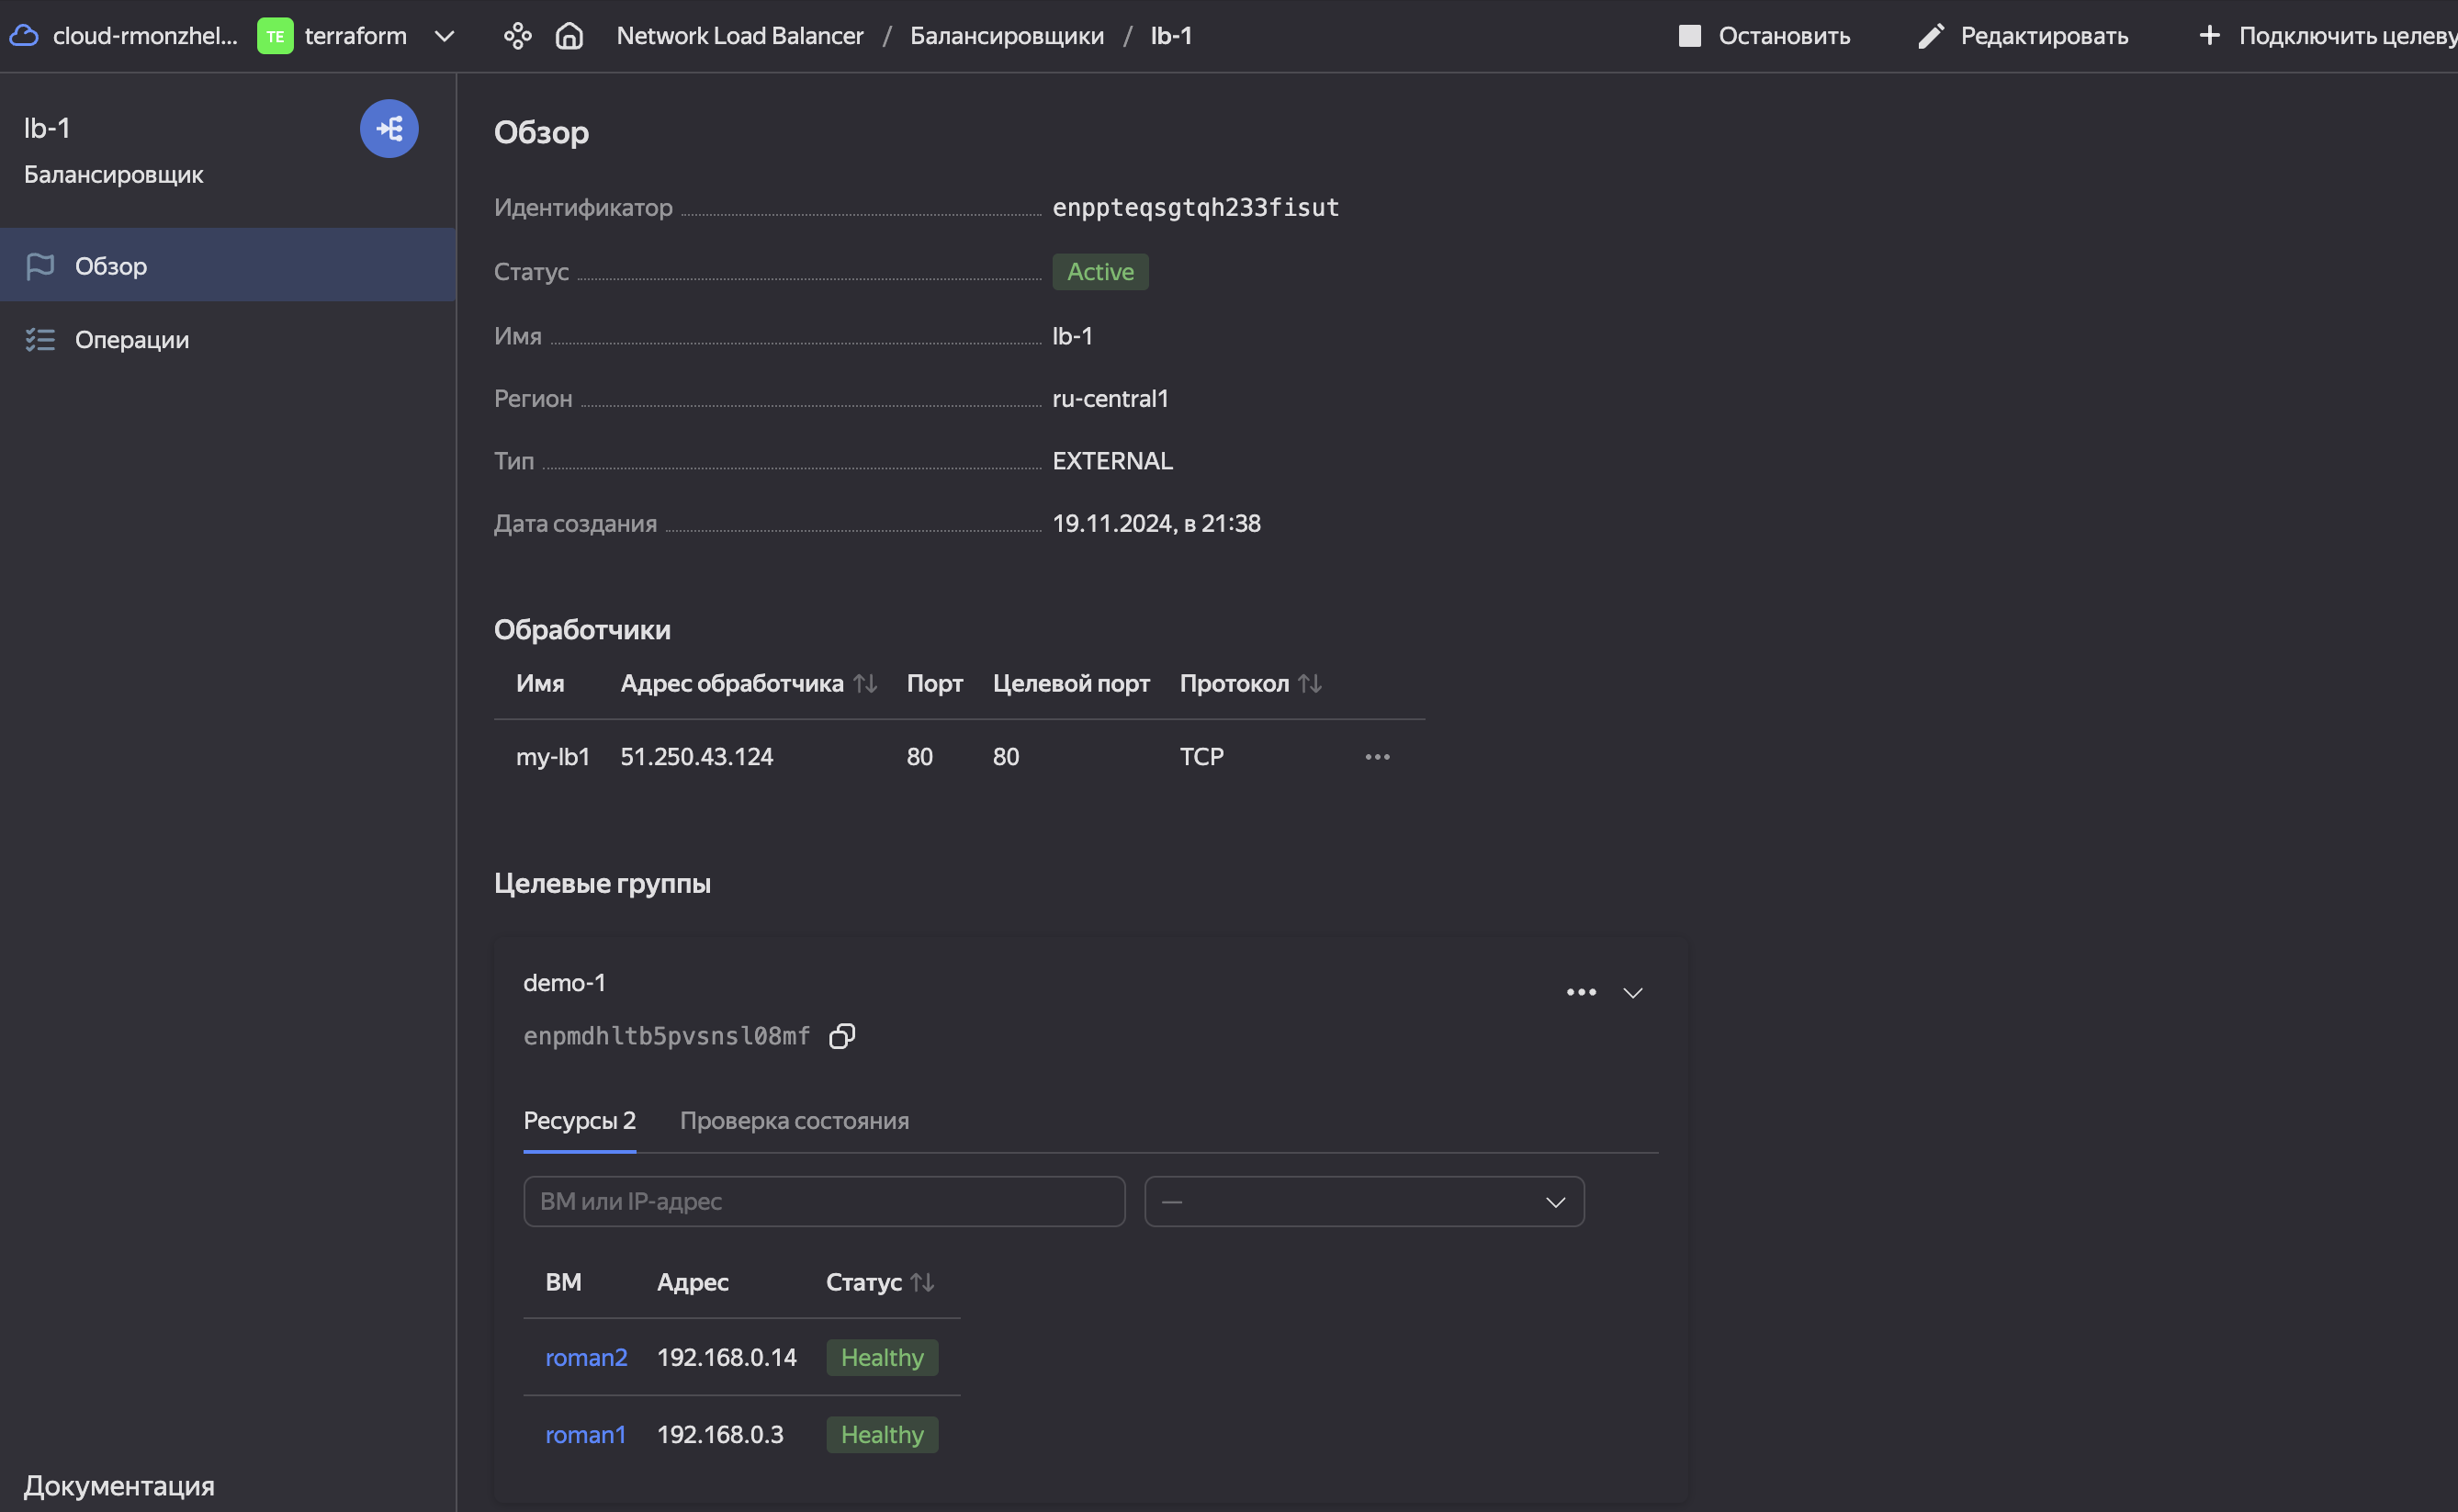 cloud-rmonzhel... TE terraform Network Load Balancer / Балансировщики / lb-1 Остановить Редактировать + Подключить целеву
lb-1
Балансировщик
Обзор
Операции
Документация
Обзор
Идентификатор enppteqsgtqh233fisut
Статус Active
Имя lb-1
Регион ru-central1
Тип EXTERNAL
Дата создания 19.11.2024, в 21:38
Обработчики
Имя Адрес обработчика Порт Целевой порт Протокол
my-lb1 51.250.43.124 80 80 TCP
Целевые группы
demo-1
enpmdhltb5pvsnsl08mf
Ресурсы 2 Проверка состояния
ВМ или IP-адрес —
ВМ Адрес Статус
roman2 192.168.0.14 Healthy
roman1 192.168.0.3 Healthy